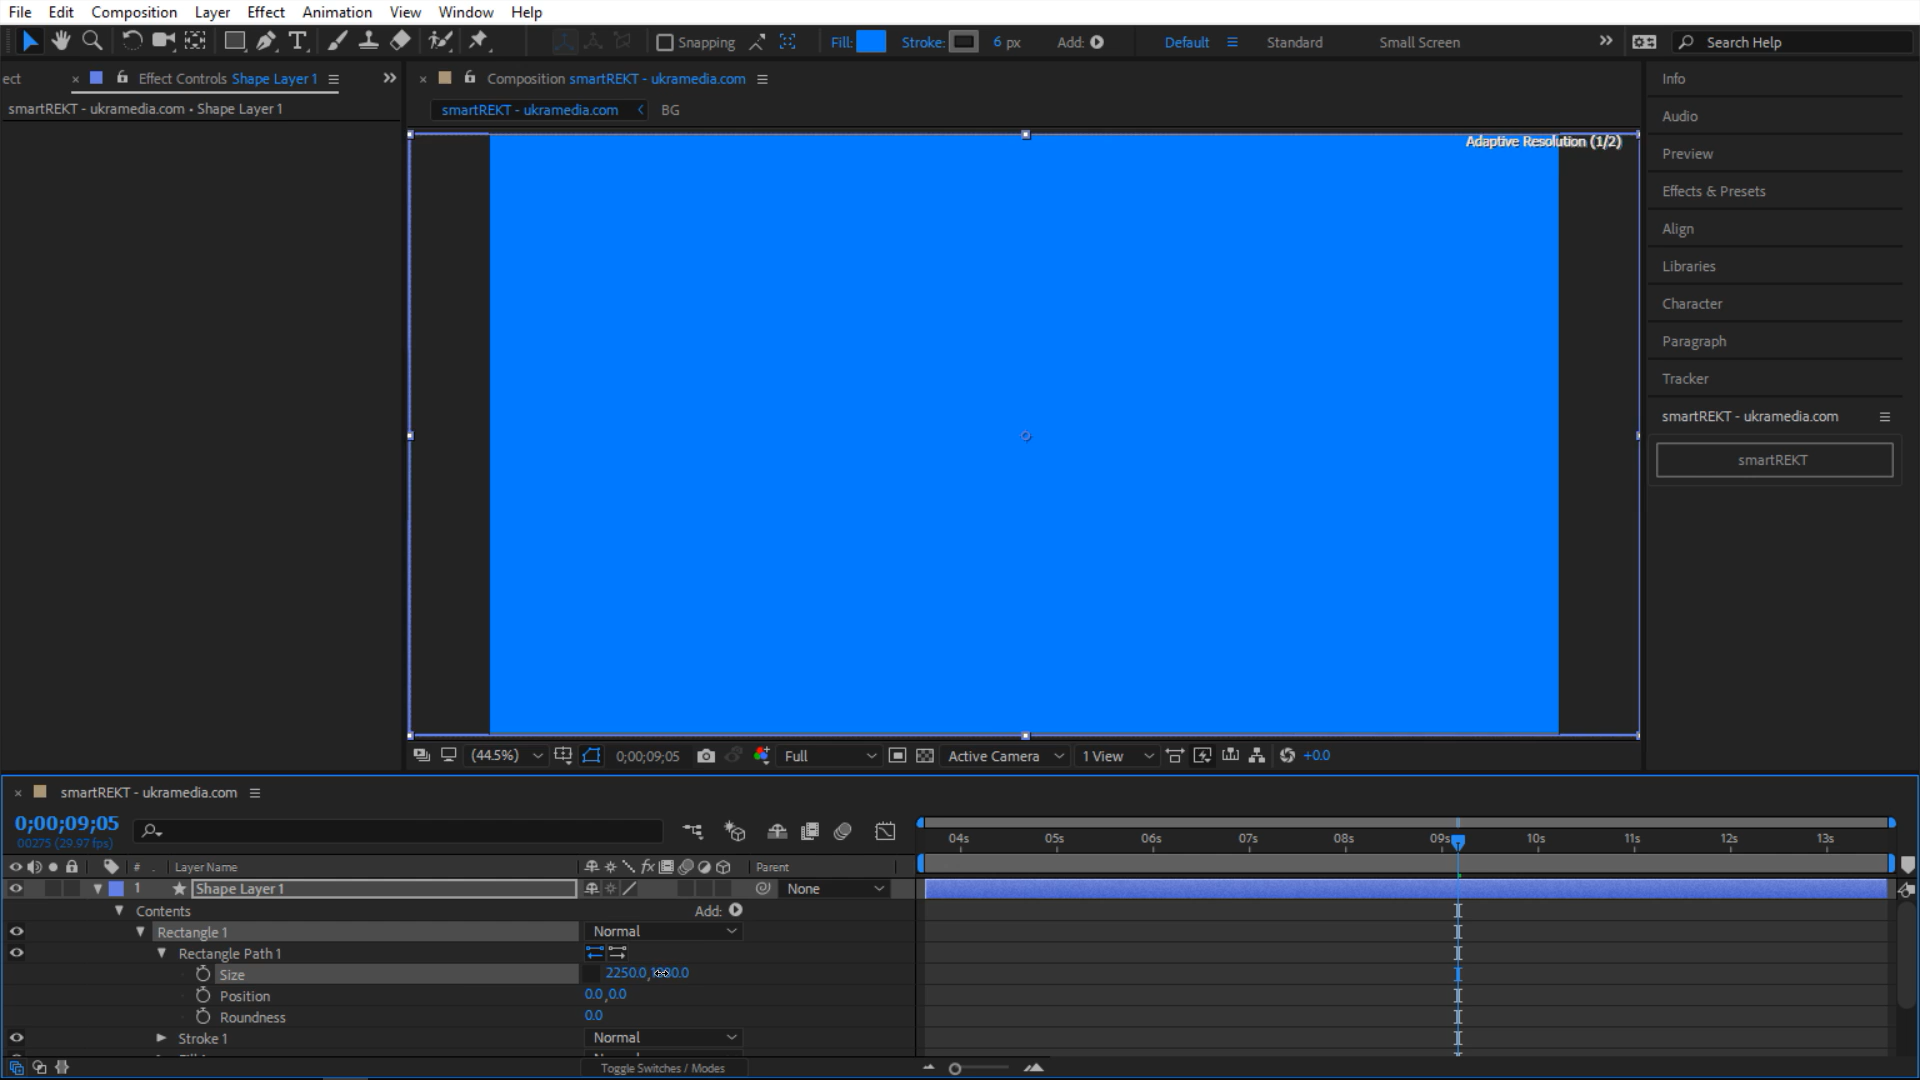 File Edit Composition Layer Effect Animation View Window Help
Snapping Fill: Stroke: 6 px Add: Default Standard Small Screen Search Help
ect × Effect Controls Shape Layer 1
smartREKT - ukramedia.com • Shape Layer 1
× Composition smartREKT - ukramedia.com
smartREKT - ukramedia.com BG
Adaptive Resolution (1/2)
Info
Audio
Preview
Effects & Presets
Align
Libraries
Character
Paragraph
Tracker
smartREKT - ukramedia.com
smartREKT
(44.5%) 0;00;09;05 Full Active Camera 1 View +0.0
× smartREKT - ukramedia.com
0;00;09;05
00275 (29.97 fps)
04s 05s 06s 07s 08s 09s 10s 11s 12s 13s
# . Layer Name fx Parent
1 Shape Layer 1 None
Contents Add:
Rectangle 1 Normal
Rectangle Path 1
Size 2250.0,
Position 0.0,0.0
Roundness 0.0
Stroke 1 Normal
Toggle Switches / Modes